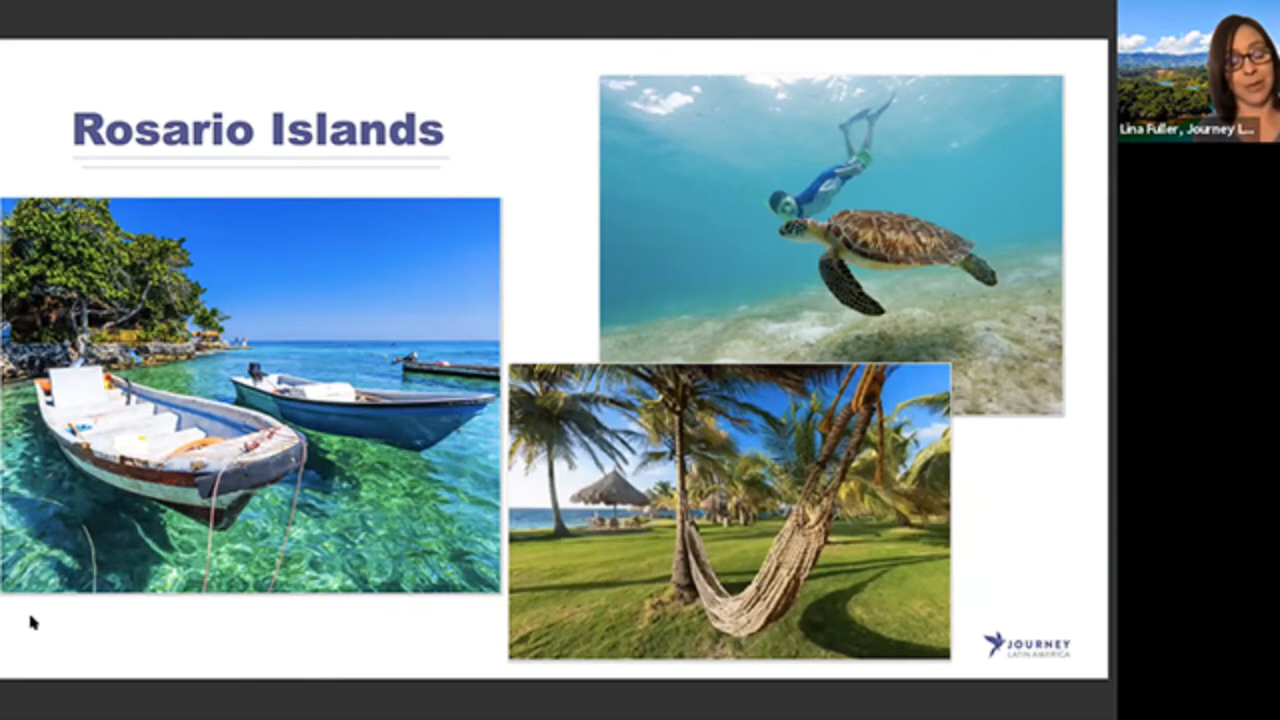 Rosario Islands
Lina Fuller, Journey L...
JOURNEY
LATIN AMERICA